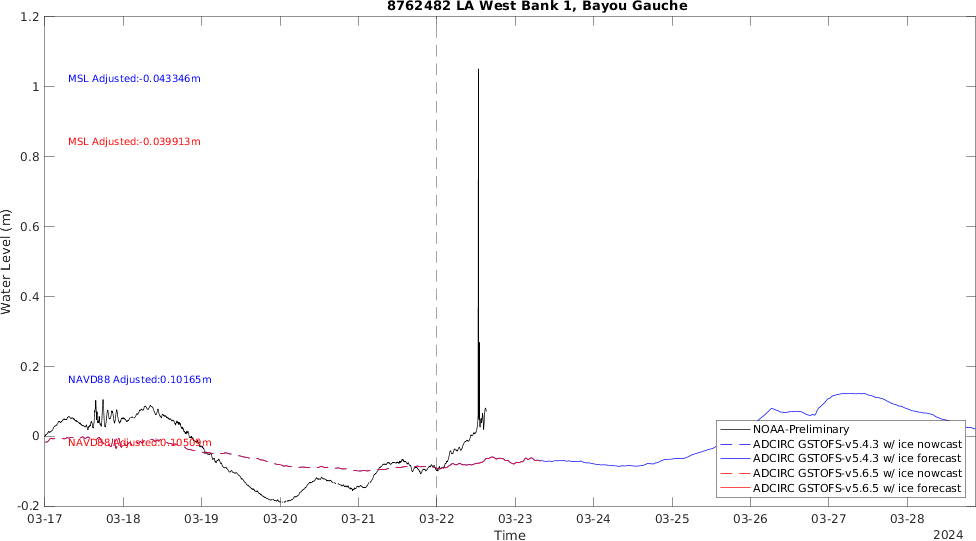 8762482 LA West Bank 1, Bayou Gauche
1.2
1
0.8
0.6
0.4
0.2
0
-0.2
Water Level (m)
MSL Adjusted:-0.043346m
MSL Adjusted:-0.039913m
NAVD88 Adjusted:0.10165m
NAVD88 Adjusted:0.10509m
NOAA-Preliminary
ADCIRC GSTOFS-v5.4.3 w/ ice nowcast
ADCIRC GSTOFS-v5.4.3 w/ ice forecast
ADCIRC GSTOFS-v5.6.5 w/ ice nowcast
ADCIRC GSTOFS-v5.6.5 w/ ice forecast
03-17 03-18 03-19 03-20 03-21 03-22 03-23 03-24 03-25 03-26 03-27 03-28
Time
2024